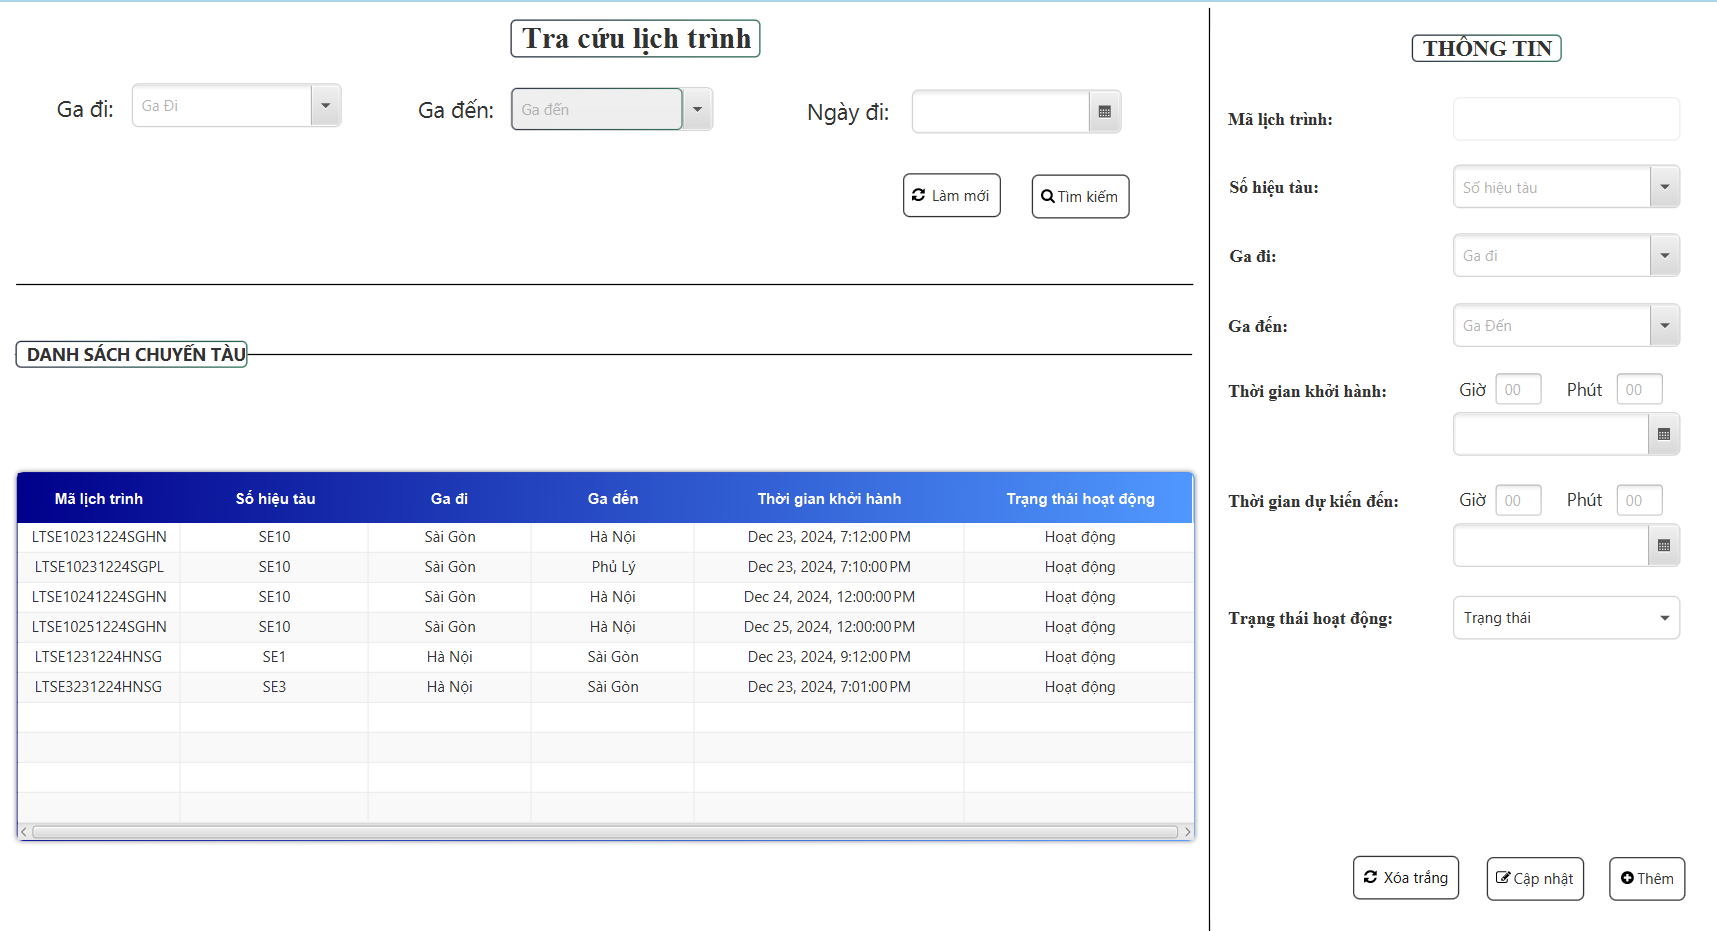 Tra cứu lịch trình
Ga đi: Ga Đi Ga đến: Ga đến Ngày đi:
Làm mới Tìm kiếm
DANH SÁCH CHUYẾN TÀU
Mã lịch trình Số hiệu tàu Ga đi Ga đến Thời gian khởi hành Trạng thái hoạt động
LTSE10231224SGHN SE10 Sài Gòn Hà Nội Dec 23, 2024, 7:12:00 PM Hoạt động
LTSE10231224SGPL SE10 Sài Gòn Phủ Lý Dec 23, 2024, 7:10:00 PM Hoạt động
LTSE10241224SGHN SE10 Sài Gòn Hà Nội Dec 24, 2024, 12:00:00 PM Hoạt động
LTSE10251224SGHN SE10 Sài Gòn Hà Nội Dec 25, 2024, 12:00:00 PM Hoạt động
LTSE1231224HNSG SE1 Hà Nội Sài Gòn Dec 23, 2024, 9:12:00 PM Hoạt động
LTSE3231224HNSG SE3 Hà Nội Sài Gòn Dec 23, 2024, 7:01:00 PM Hoạt động
THÔNG TIN
Mã lịch trình:
Số hiệu tàu: Số hiệu tàu
Ga đi: Ga đi
Ga đến: Ga Đến
Thời gian khởi hành: Giờ 00 Phút 00
Thời gian dự kiến đến: Giờ 00 Phút 00
Trạng thái hoạt động: Trạng thái
Xóa trắng Cập nhật Thêm